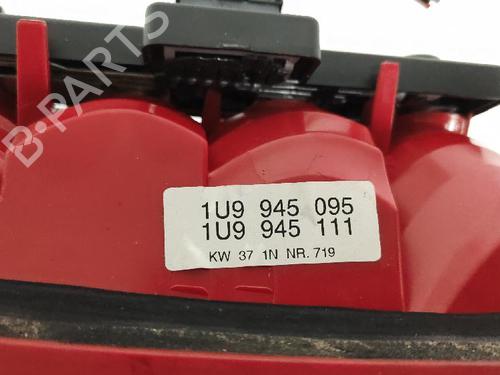 B-PARTS
1U9 945 095
1U9 945 111
KW 37 1N NR. 719